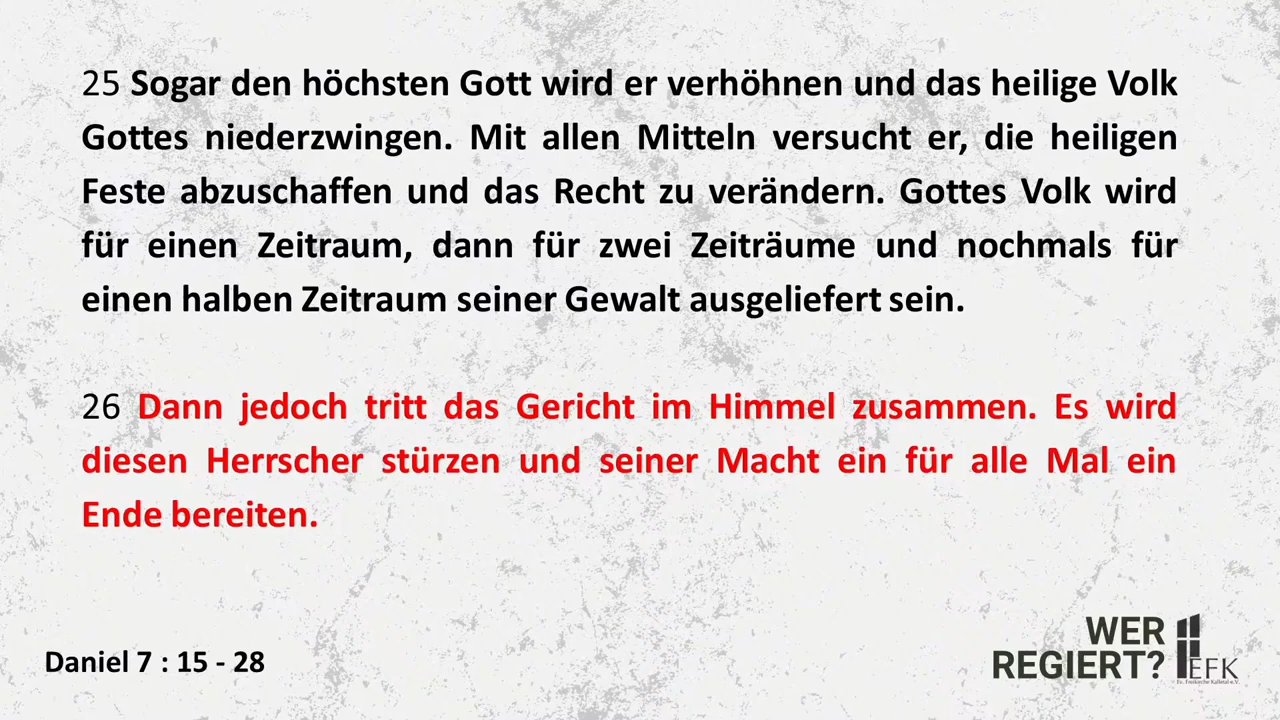 25 Sogar den höchsten Gott wird er verhöhnen und das heilige Volk
Gottes niederzwingen. Mit allen Mitteln versucht er, die heiligen
Feste abzuschaffen und das Recht zu verändern. Gottes Volk wird
für einen Zeitraum, dann für zwei Zeiträume und nochmals für
einen halben Zeitraum seiner Gewalt ausgeliefert sein.
26 Dann jedoch tritt das Gericht im Himmel zusammen. Es wird
diesen Herrscher stürzen und seiner Macht ein für alle Mal ein
Ende bereiten.
Daniel 7 : 15 - 28
WER
REGIERT?
EFK
Ev. Freikirche Kalletal e.V.